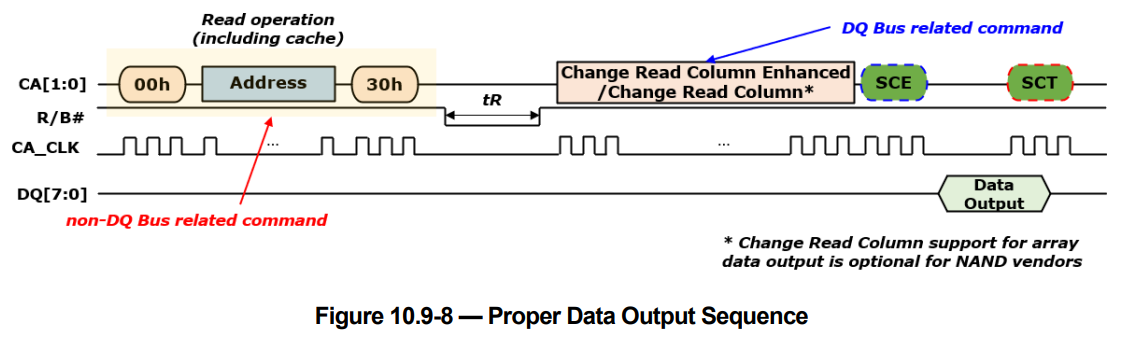 Read operation
(including cache)
DQ Bus related command
CA[1:0]
00h
Address
30h
Change Read Column Enhanced
/Change Read Column*
SCE
SCT
R/B#
tR
CA_CLK
...
...
DQ[7:0]
Data
Output
non-DQ Bus related command
* Change Read Column support for array
data output is optional for NAND vendors
Figure 10.9-8 — Proper Data Output Sequence